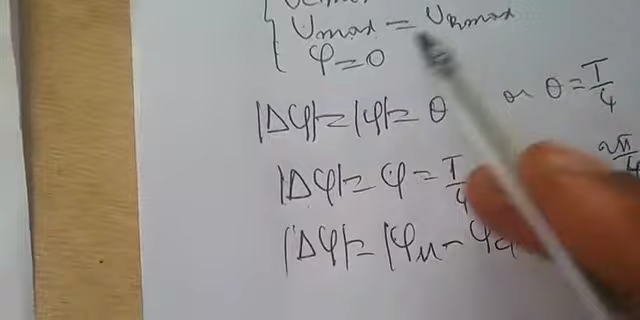 Umax = URmax
φ = 0
|Δφ| = |φ| = θ or θ = T/4
|Δφ| = φ = T/4
|Δφ| = |φu - φ